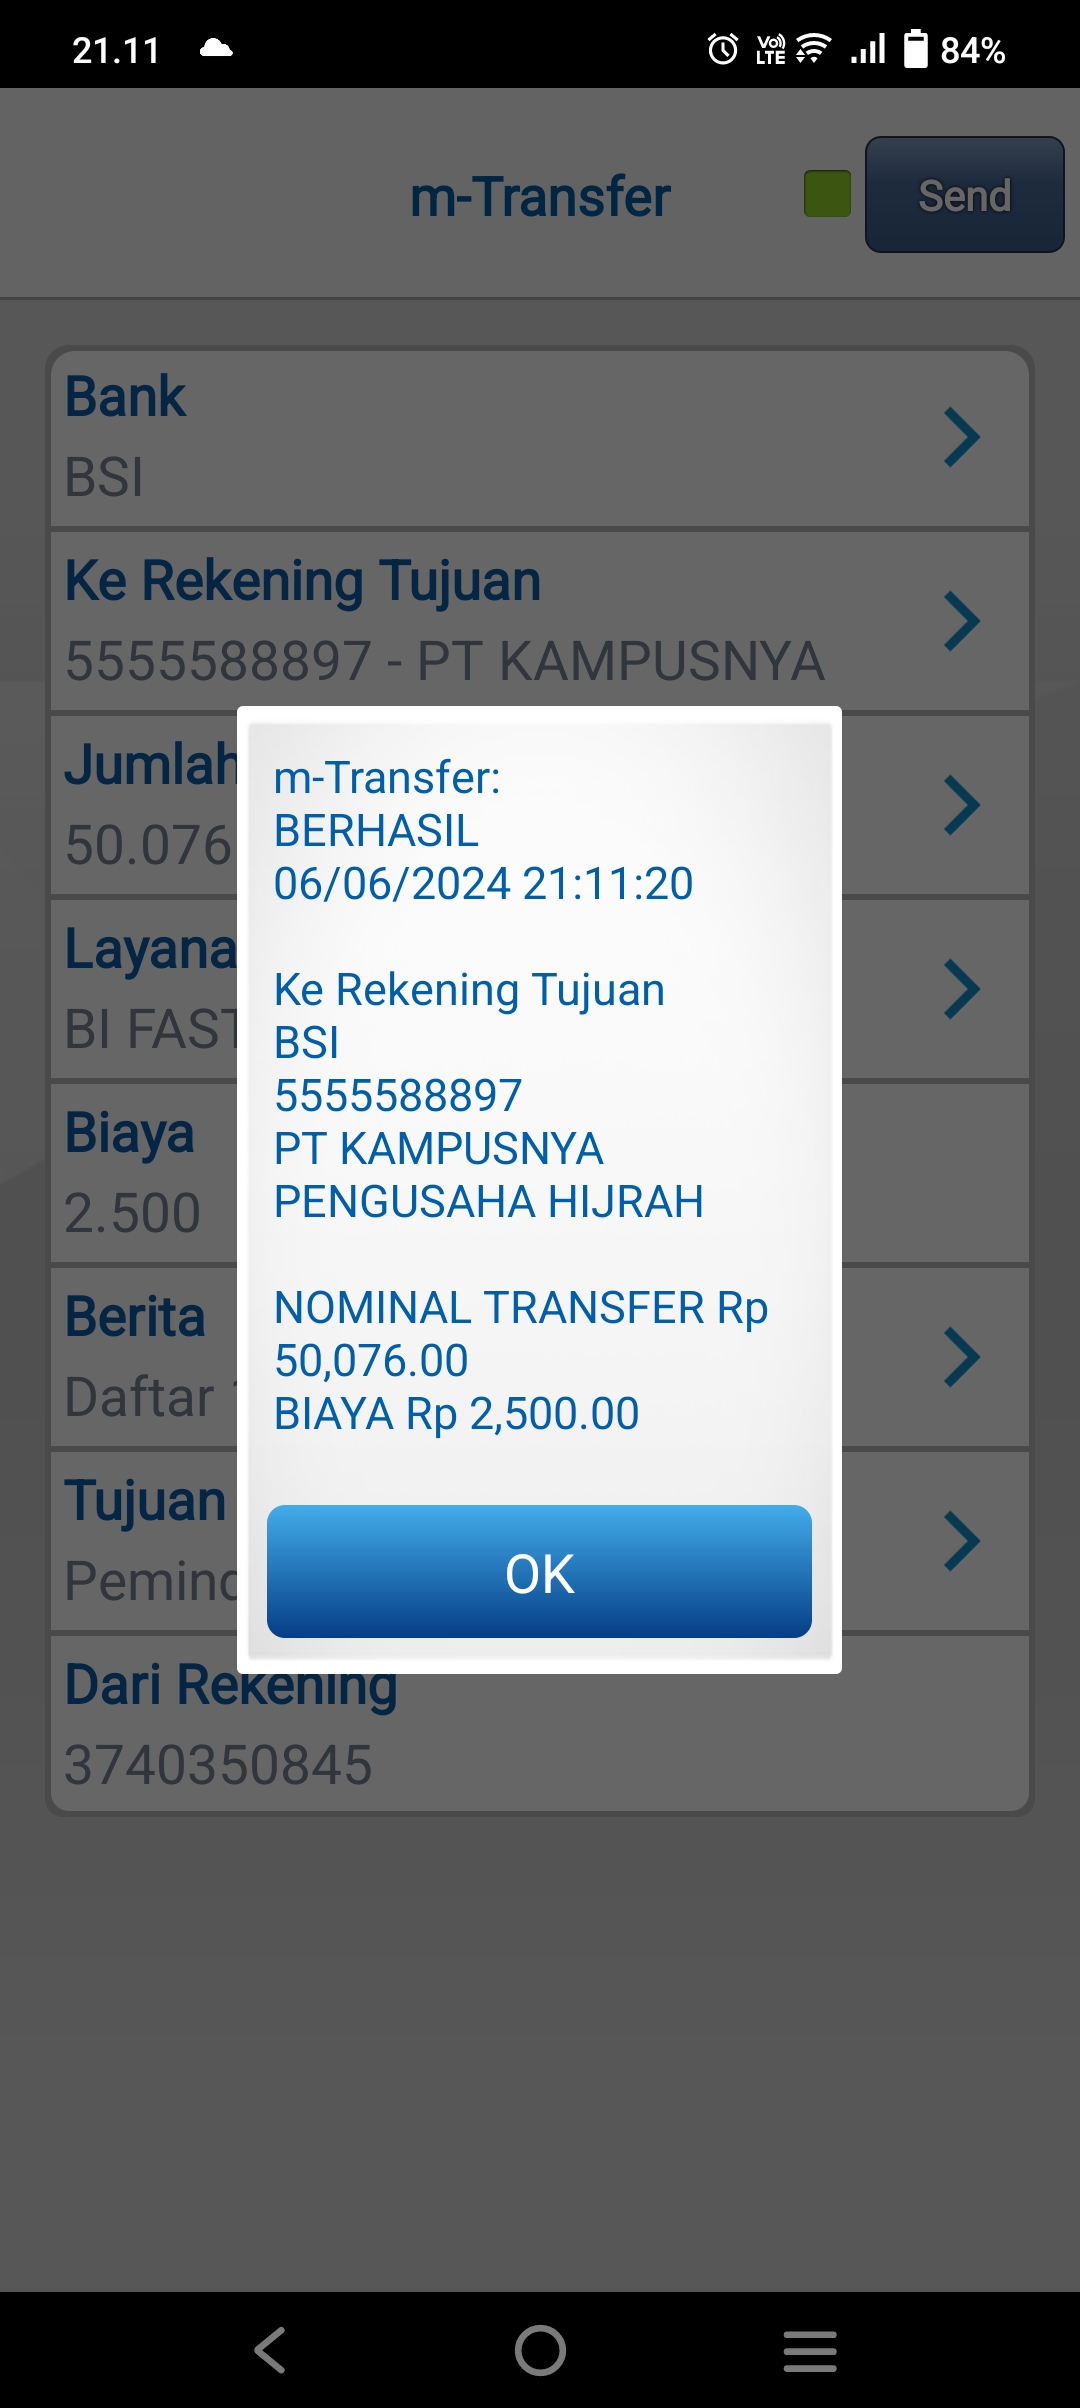 21.11
Vo))
LTE
84%
m-Transfer
Send
Bank
BSI
Ke Rekening Tujuan
5555588897 - PT KAMPUSNYA
Jumlah
50.076
BI FAST
Biaya
2.500
Berita
Daftar
Tujuan
Dari Rekening
3740350845
m-Transfer:
BERHASIL
06/06/2024 21:11:20
Ke Rekening Tujuan
BSI
5555588897
PT KAMPUSNYA
PENGUSAHA HIJRAH
NOMINAL TRANSFER Rp
50,076.00
BIAYA Rp 2,500.00
OK